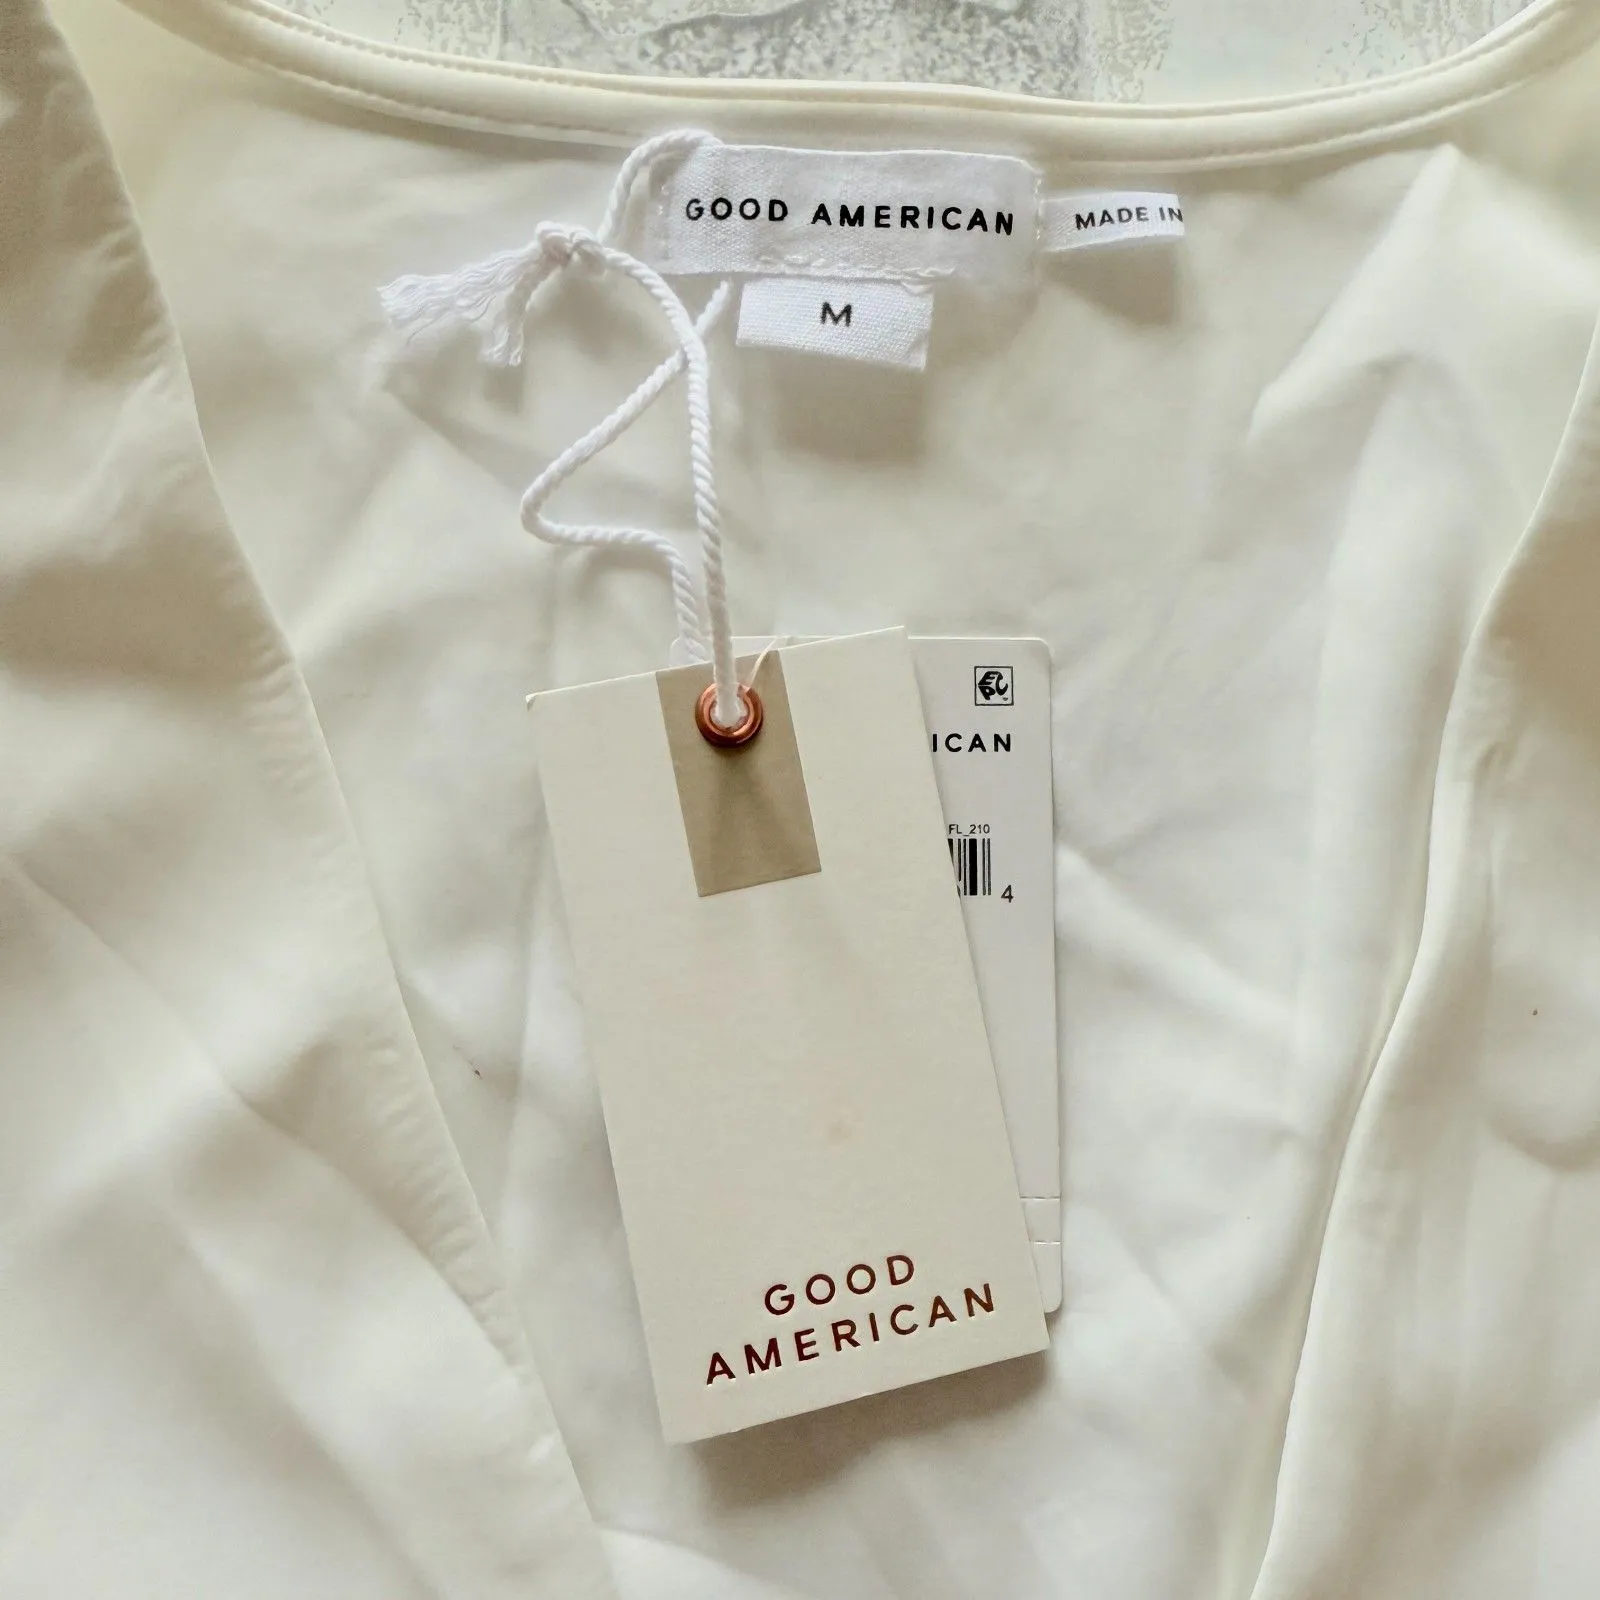 GOOD AMERICAN
MADE IN
M
ICAN
FL_210
4
GOOD
AMERICAN